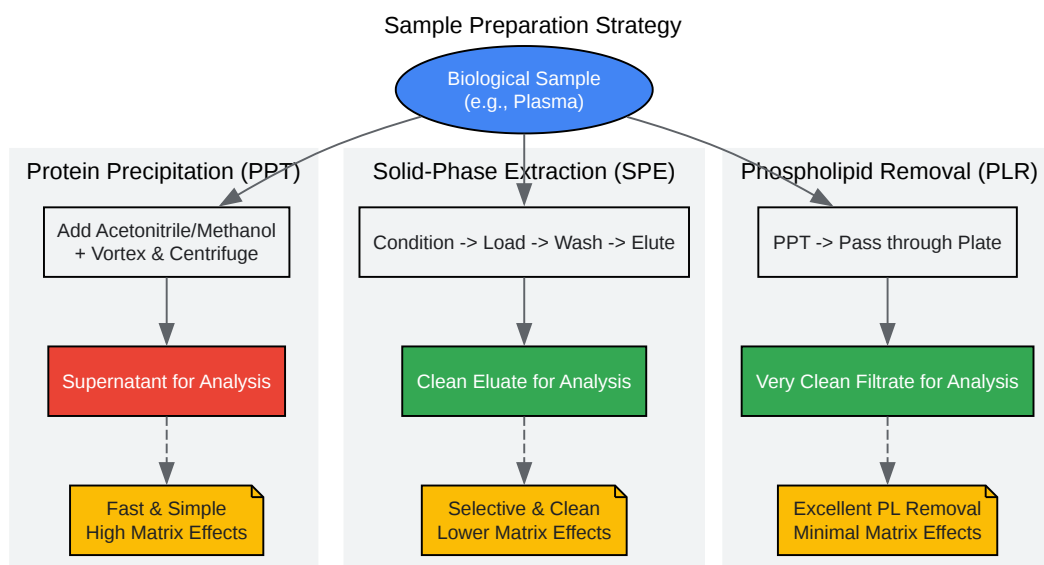 Sample Preparation Strategy
Biological Sample
(e.g., Plasma)
Protein Precipitation (PPT)
Add Acetonitrile/Methanol
+ Vortex & Centrifuge
Supernatant for Analysis
Fast & Simple
High Matrix Effects
Solid-Phase Extraction (SPE)
Condition -> Load -> Wash -> Elute
Clean Eluate for Analysis
Selective & Clean
Lower Matrix Effects
Phospholipid Removal (PLR)
PPT -> Pass through Plate
Very Clean Filtrate for Analysis
Excellent PL Removal
Minimal Matrix Effects